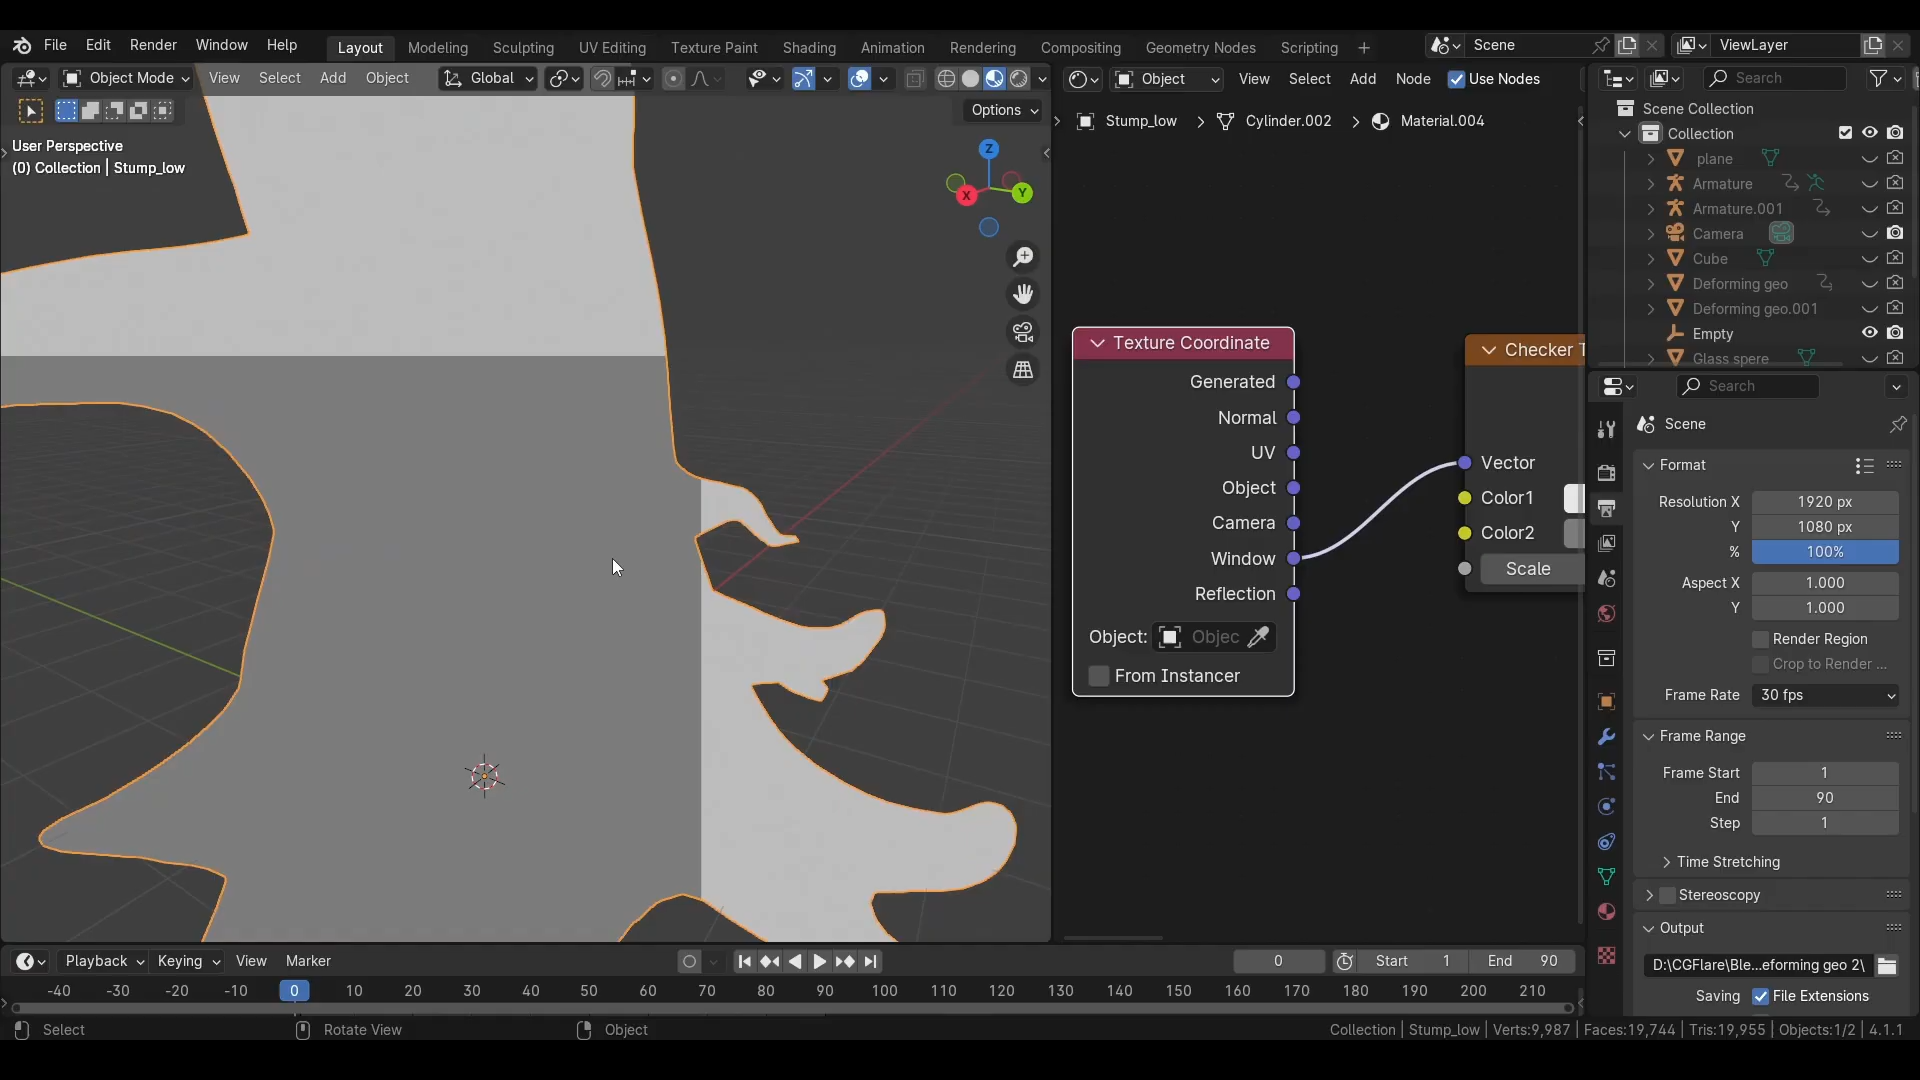 File Edit Render Window Help Layout Modeling Sculpting UV Editing Texture Paint Shading Animation Rendering Compositing Geometry Nodes Scripting + Scene ViewLayer
Object Mode View Select Add Object Global Object View Select Add Node Use Nodes Search
Options
User Perspective
(0) Collection | Stump_low
Z
X
Y
Stump_low > Cylinder.002 > Material.004
Texture Coordinate
Generated
Normal
UV
Object
Camera
Window
Reflection
Object: Objec
From Instancer
Checker T
Vector
Color1
Color2
Scale
Scene Collection
Collection
plane
Armature
Armature.001
Camera
Cube
Deforming geo
Deforming geo.001
Empty
Glass spere
Search
Scene
Format
Resolution X 1920 px
Y 1080 px
% 100%
Aspect X 1.000
Y 1.000
Render Region
Crop to Render ...
Frame Rate 30 fps
Frame Range
Frame Start 1
End 90
Step 1
Time Stretching
Stereoscopy
Output
D:\CGFlare\Ble...eforming geo 2\
Saving File Extensions
Playback Keying View Marker 0 Start 1 End 90
-40 -30 -20 -10 0 10 20 30 40 50 60 70 80 90 100 110 120 130 140 150 160 170 180 190 200 210
Select Rotate View Object Collection | Stump_low | Verts:9,987 | Faces:19,744 | Tris:19,955 | Objects:1/2 | 4.1.1